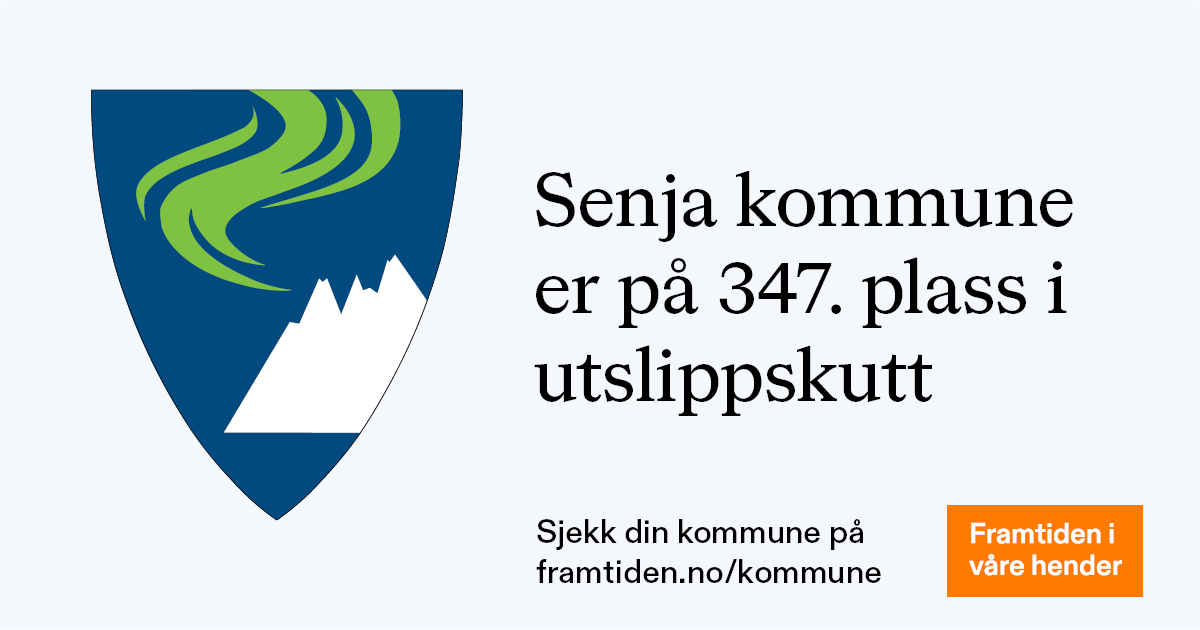 Senja kommune
er på 347. plass i
utslippskutt
Sjekk din kommune på
framtiden.no/kommune
Framtiden i
våre hender